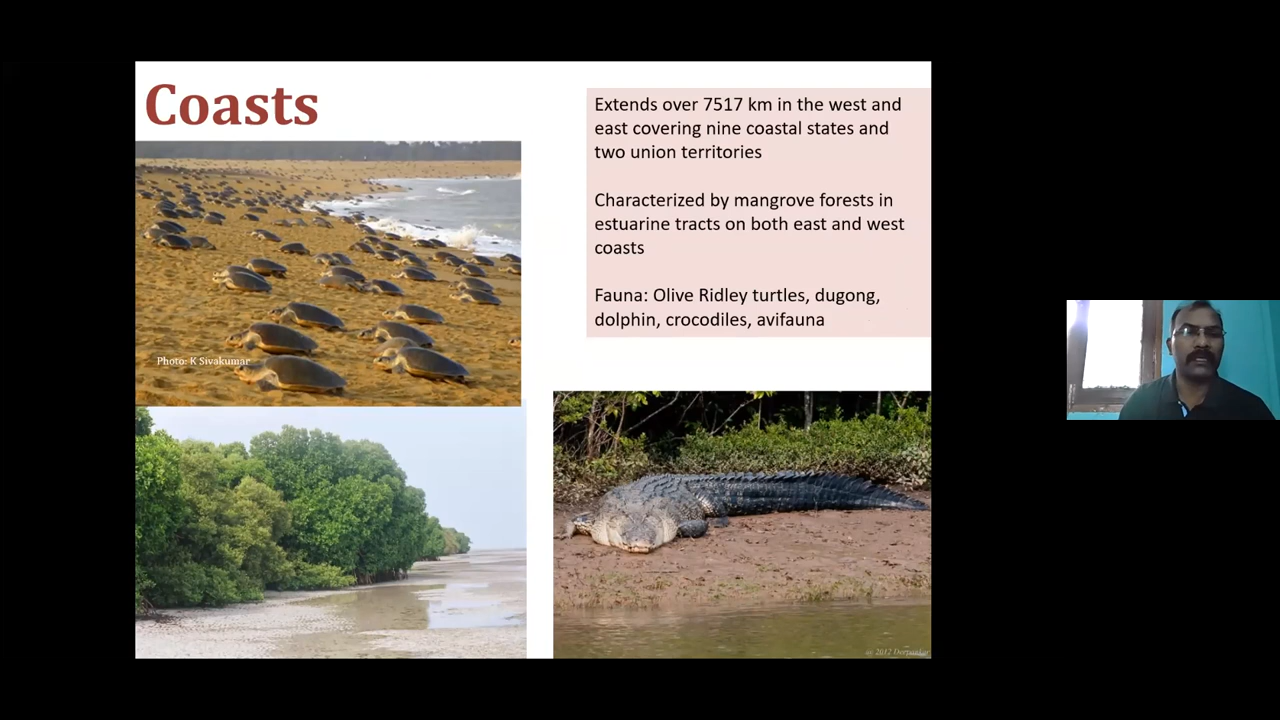 Coasts
Extends over 7517 km in the west and
east covering nine coastal states and
two union territories
Characterized by mangrove forests in
estuarine tracts on both east and west
coasts
Fauna: Olive Ridley turtles, dugong,
dolphin, crocodiles, avifauna
Photo: K Sivakumar
© 2017